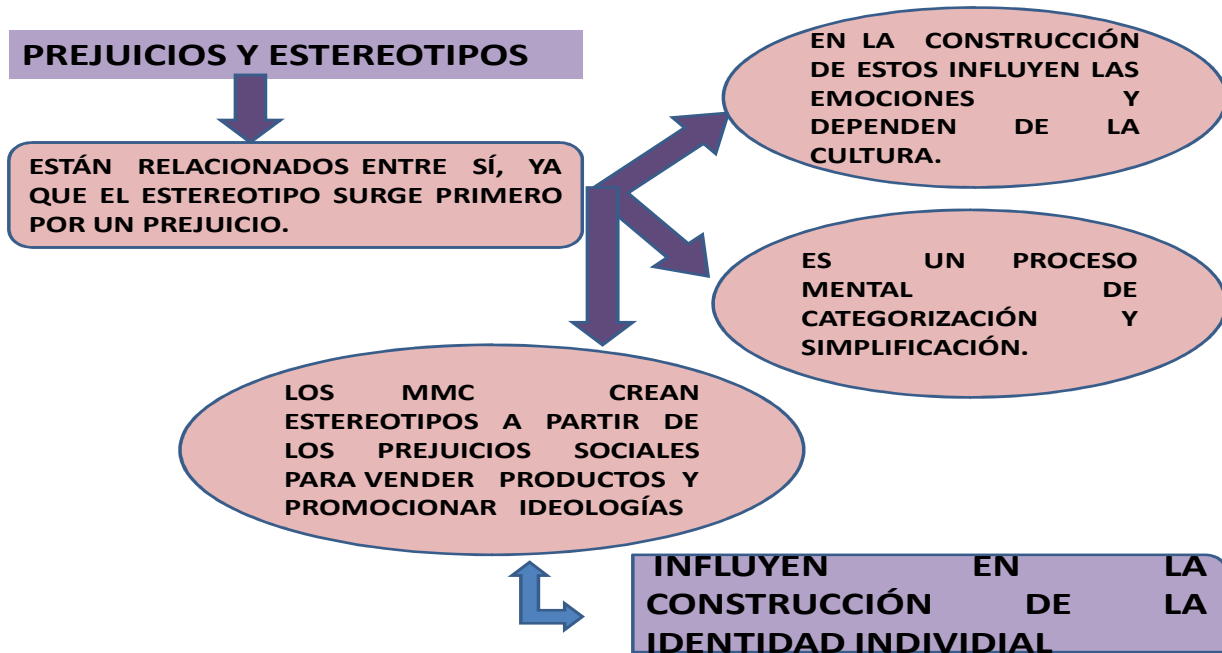 PREJUICIOS Y ESTEREOTIPOS
ESTÁN RELACIONADOS ENTRE SÍ, YA
QUE EL ESTEREOTIPO SURGE PRIMERO
POR UN PREJUICIO.
EN LA CONSTRUCCIÓN
DE ESTOS INFLUYEN LAS
EMOCIONES Y
DEPENDEN DE LA
CULTURA.
ES UN PROCESO
MENTAL DE
CATEGORIZACIÓN Y
SIMPLIFICACIÓN.
LOS MMC CREAN
ESTEREOTIPOS A PARTIR DE
LOS PREJUICIOS SOCIALES
PARA VENDER PRODUCTOS Y
PROMOCIONAR IDEOLOGÍAS
INFLUYEN EN LA
CONSTRUCCIÓN DE LA
IDENTIDAD INDIVIDIAL